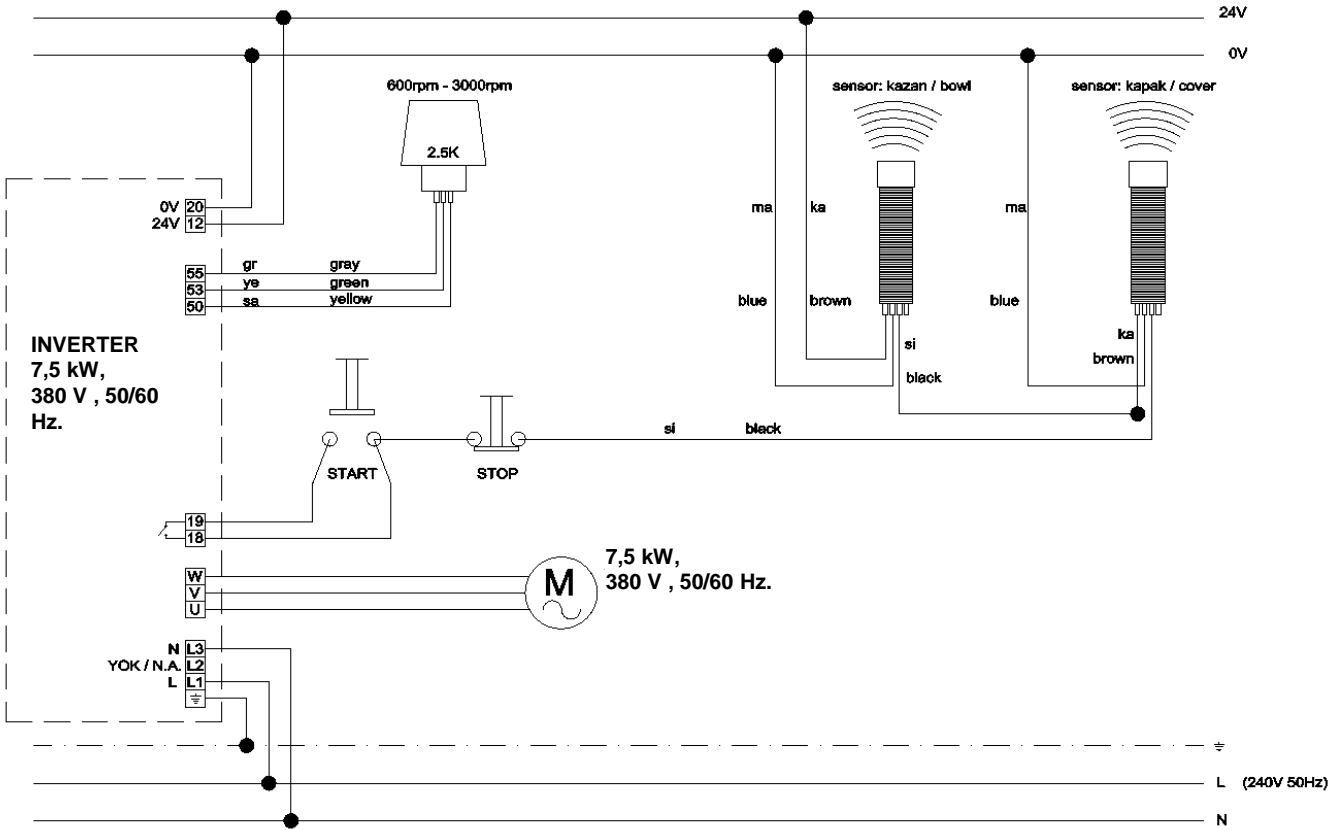 24V
0V
600rpm - 3000rpm
sensor: kazan / bowl
sensor: kapak / cover
2.5K
0V 20
24V 12
ma
ka
ma
55 gr gray
53 ye green
50 sa yellow
blue
brown
blue
INVERTER
7,5 kW,
380 V , 50/60
Hz.
si
black
ka
brown
START
STOP
si black
19
18
7,5 kW,
380 V , 50/60 Hz.
M
W
V
U
N L3
YOK / N.A. L2
L L1
L (240V 50Hz)
N